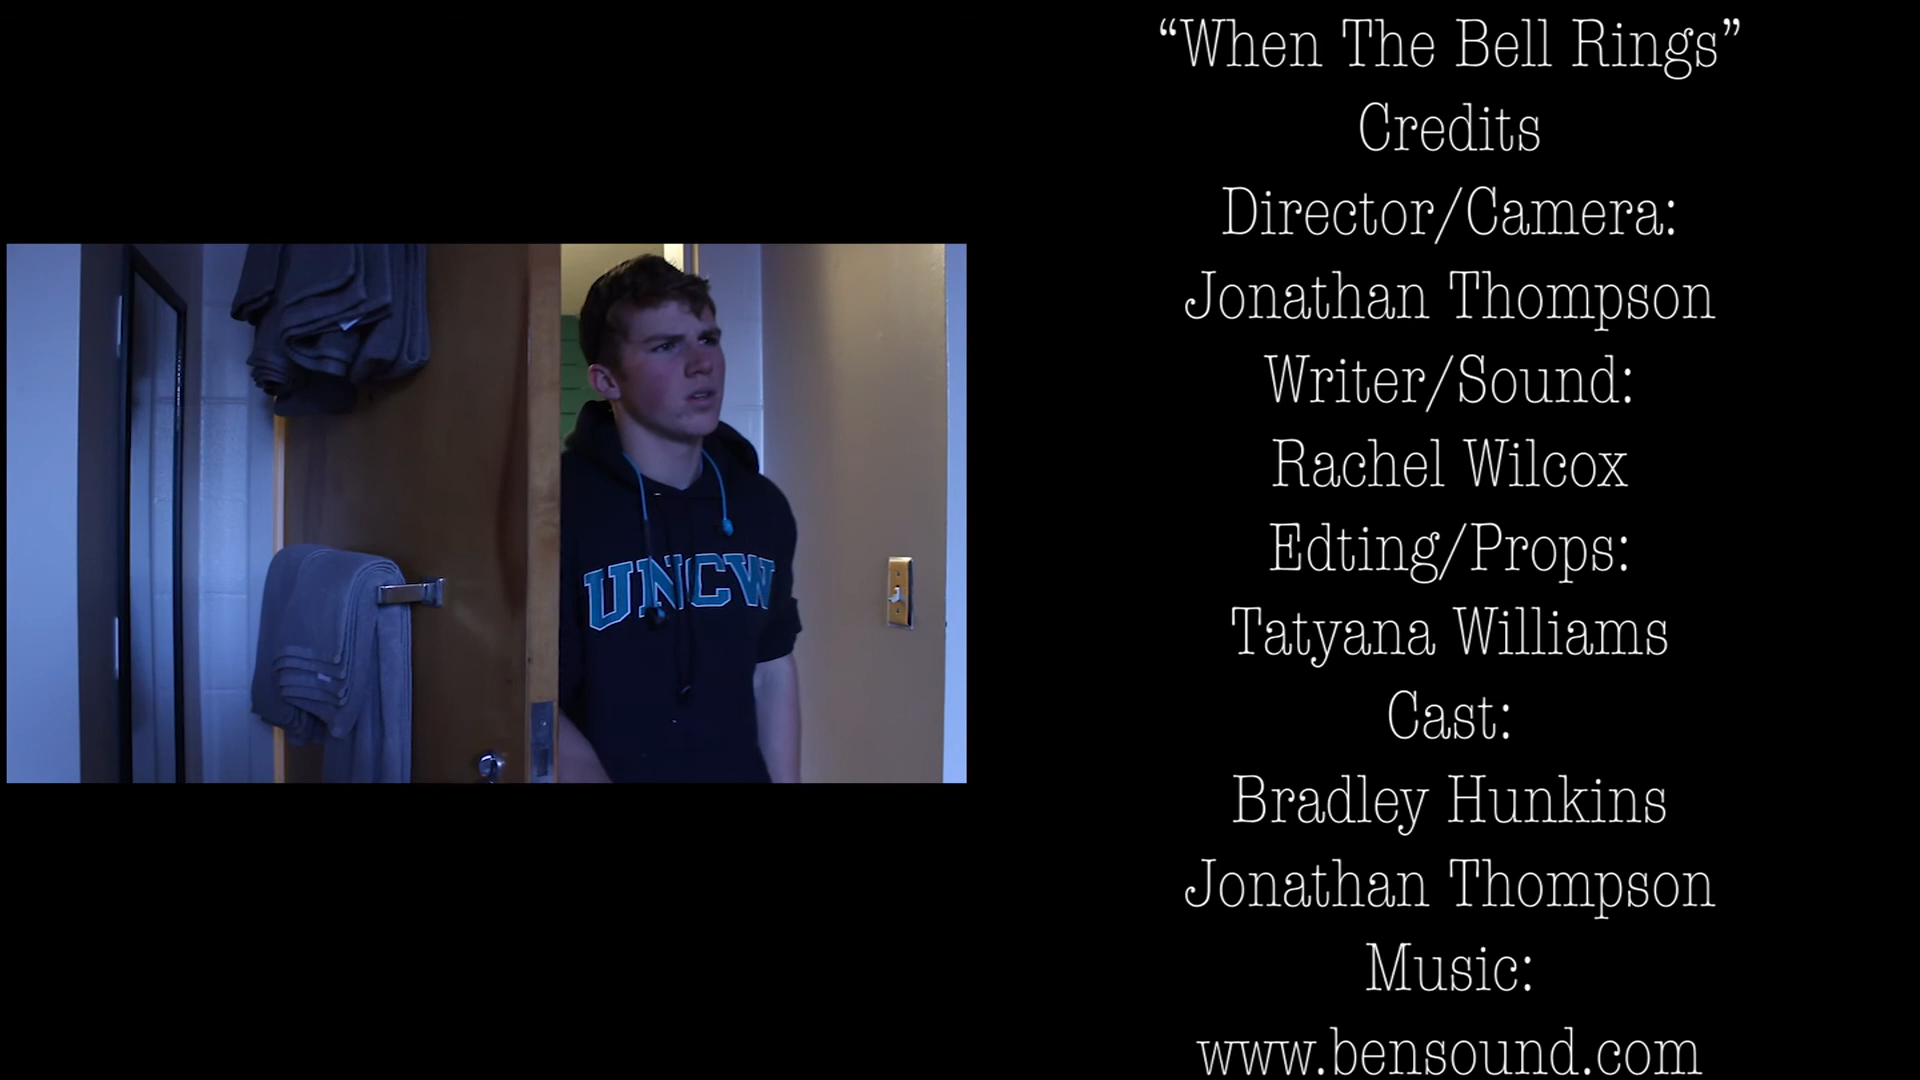 “When The Bell Rings”
Credits
Director/Camera:
Jonathan Thompson
Writer/Sound:
Rachel Wilcox
Edting/Props:
Tatyana Williams
Cast:
Bradley Hunkins
Jonathan Thompson
Music:
www.bensound.com
UNCW